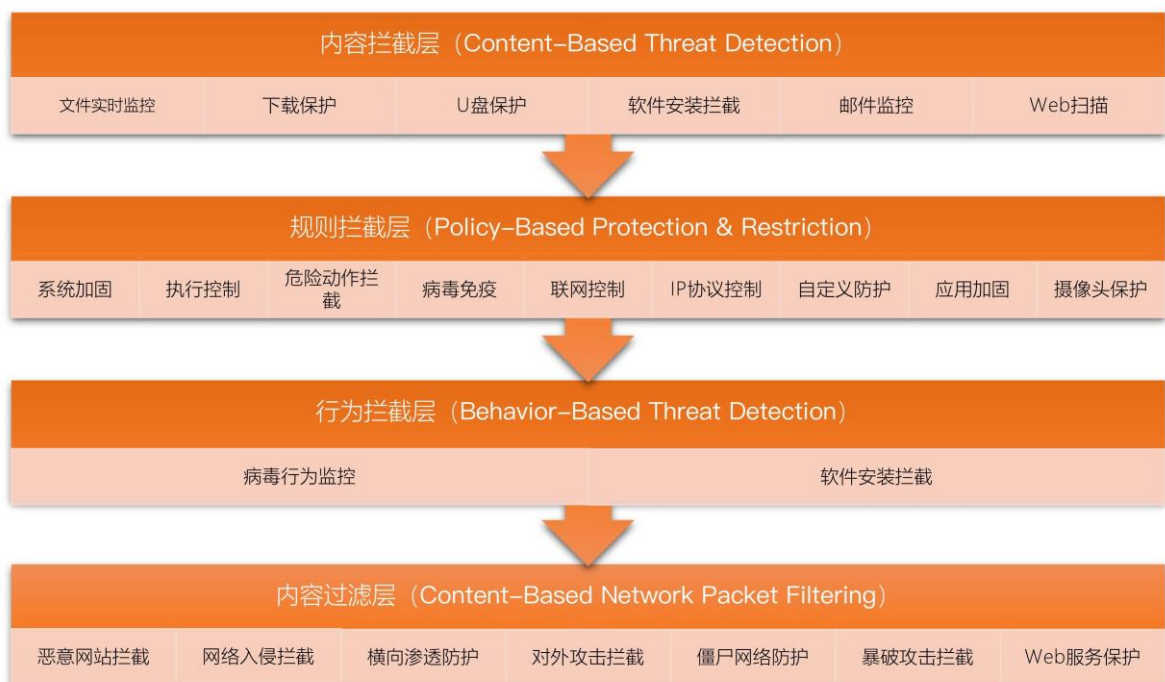 内容拦截层（Content-Based Threat Detection）
文件实时监控 下载保护 U盘保护 软件安装拦截 邮件监控 Web扫描
规则拦截层（Policy-Based Protection & Restriction）
系统加固 执行控制 危险动作拦
截 病毒免疫 联网控制 IP协议控制 自定义防护 应用加固 摄像头保护
行为拦截层（Behavior-Based Threat Detection）
病毒行为监控 软件安装拦截
内容过滤层（Content-Based Network Packet Filtering）
恶意网站拦截 网络入侵拦截 横向渗透防护 对外攻击拦截 僵尸网络防护 暴破攻击拦截 Web服务保护